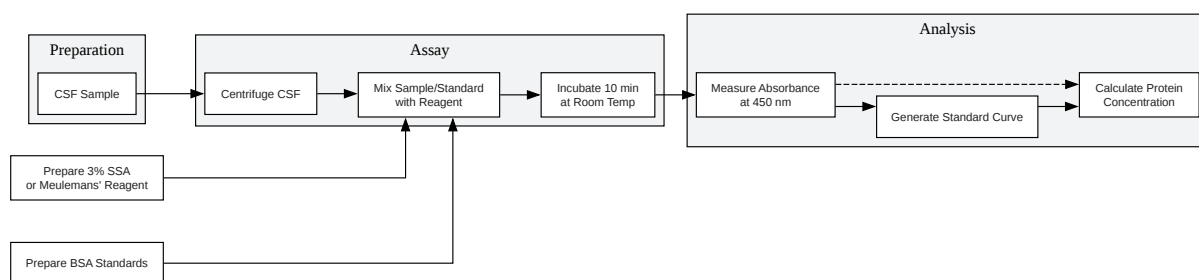 Preparation
CSF Sample
Assay
Centrifuge CSF
Mix Sample/Standard
with Reagent
Incubate 10 min
at Room Temp
Analysis
Measure Absorbance
at 450 nm
Generate Standard Curve
Calculate Protein
Concentration
Prepare 3% SSA
or Meulemans' Reagent
Prepare BSA Standards